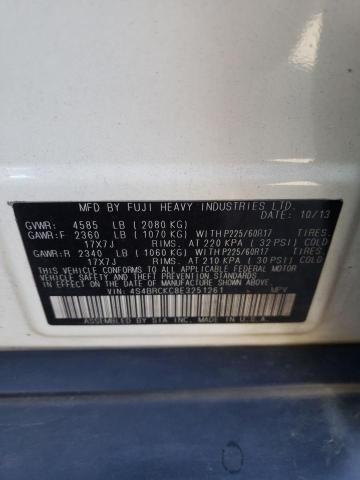 MFD BY FUJI HEAVY INDUSTRIES LTD.
DATE: 10/13
GVWR: 4585 LB (2080 KG)
GAWR:F 2360 LB (1070 KG) WITH P225/60R17 TIRES.
17X7J RIMS. AT 220 KPA (32 PSI) COLD
GAWR:R 2340 LB (1060 KG) WITH P225/60R17 TIRES.
17X7J RIMS. AT 210 KPA (30 PSI) COLD
THIS VEHICLE CONFORMS TO ALL APPLICABLE FEDERAL MOTOR
VEHICLE SAFETY AND THEFT PREVENTION STANDARDS IN EFFECT
ON THE DATE OF MANUFACTURE SHOWN ABOVE.
VIN: 4S4BRCKC8E3251261 MPV
ASSEMBLED BY SIA INC. MADE IN U.S.A.